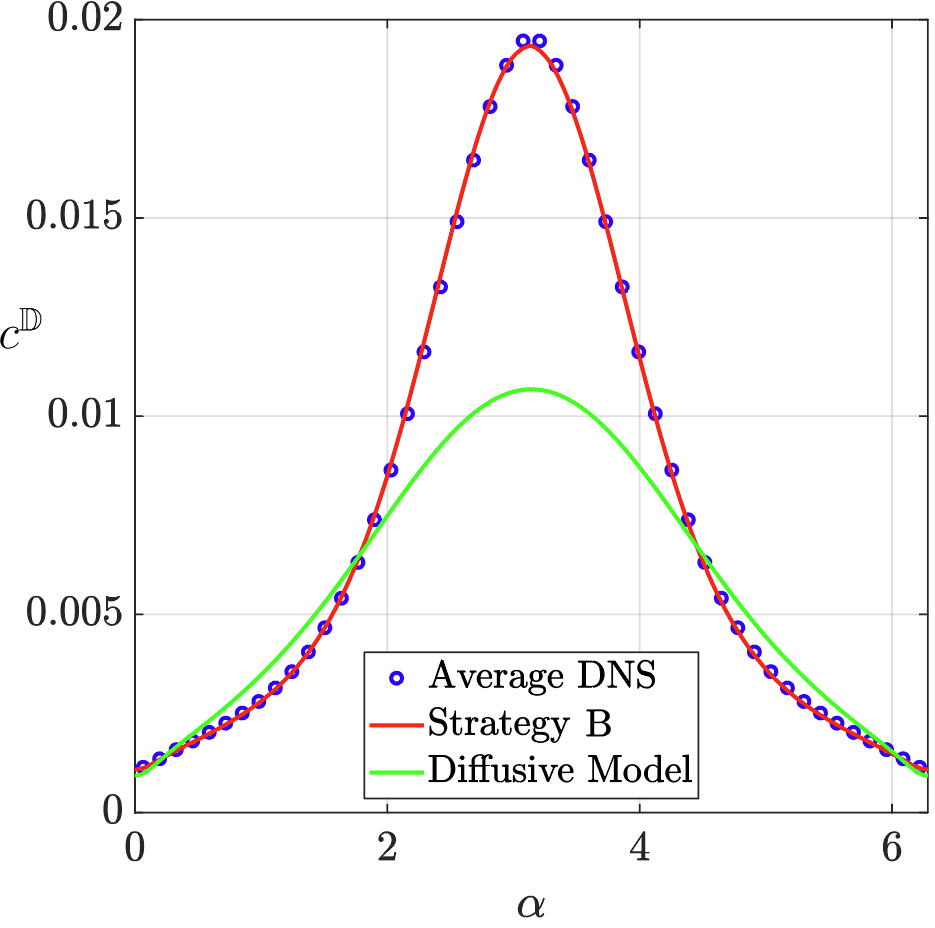 0.02
0.015
c^𝔻
0.01
0.005
0
Average DNS
Strategy B
Diffusive Model
0 2 4 6
α